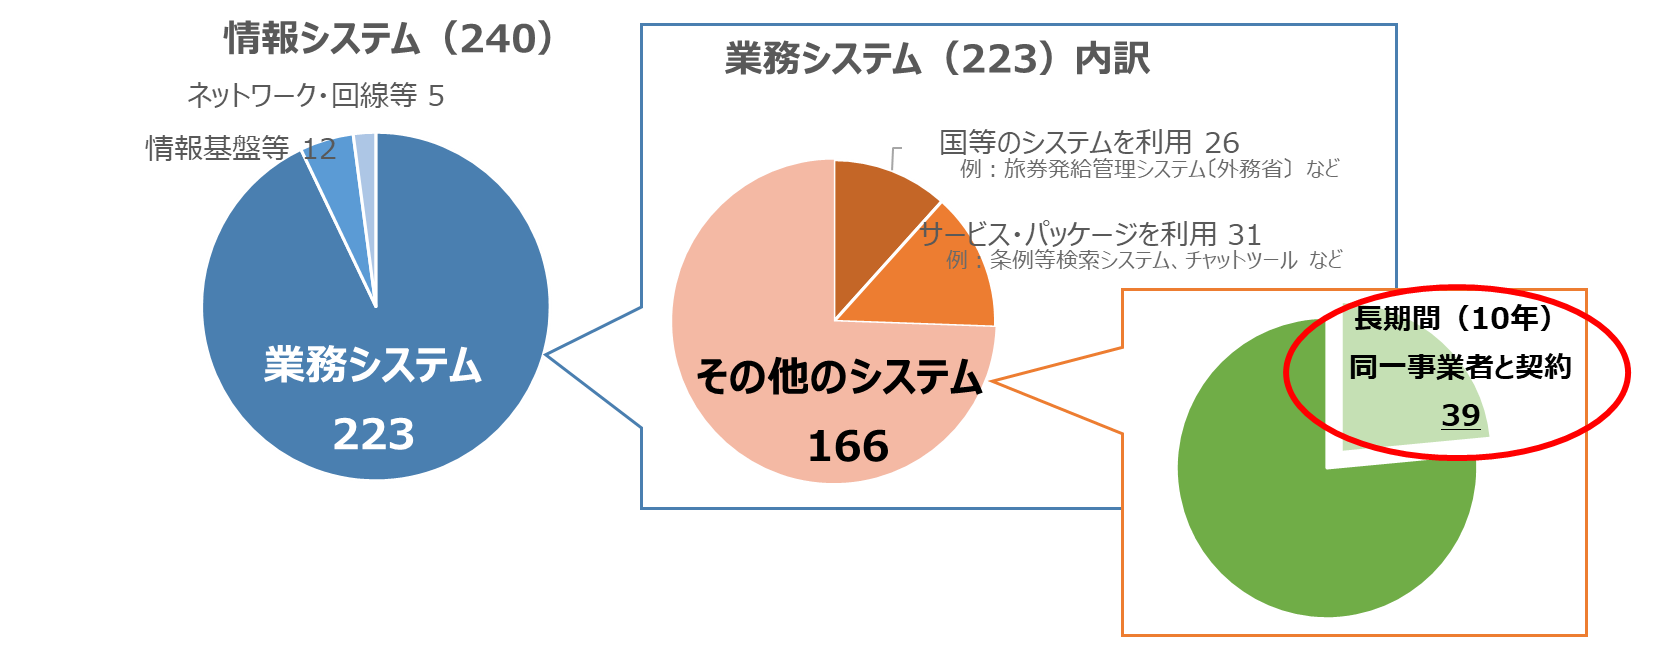 情報システム（240）
ネットワーク・回線等 5
情報基盤等 12
業務システム
223
業務システム（223）内訳
国等のシステムを利用 26
例：旅券発給管理システム〔外務省〕 など
サービス・パッケージを利用 31
例：条例等検索システム、チャットツール など
その他のシステム
166
長期間（10年）
同一事業者と契約
39